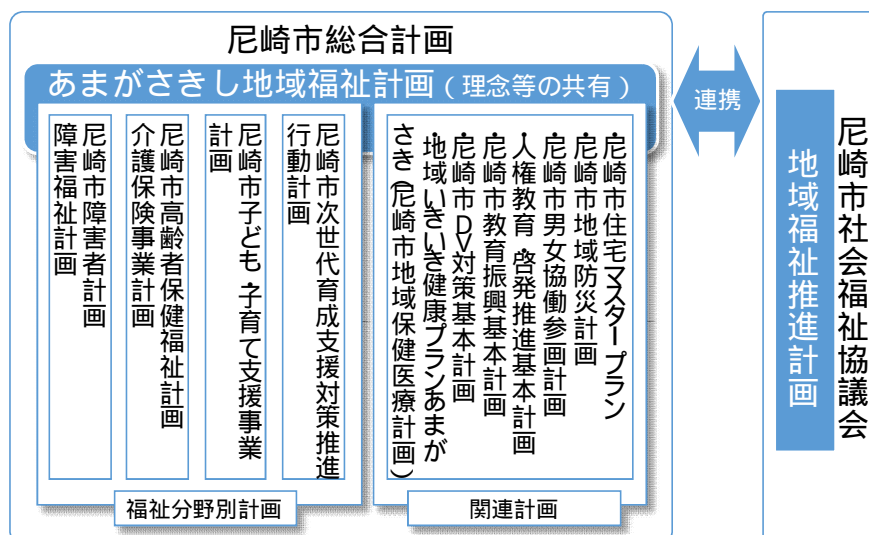 尼崎市総合計画
あまがさきし地域福祉計画（理念等の共有）
尼崎市障害者計画
障害福祉計画
尼崎市高齢者保健福祉計画
介護保険事業計画
尼崎市子ども・子育て支援事業
計画
尼崎市次世代育成支援対策推進
行動計画
福祉分野別計画
・尼崎市住宅マスタープラン
・尼崎市地域防災計画
・尼崎市男女協働参画計画
・人権教育・啓発推進基本計画
・尼崎市教育振興基本計画
・尼崎市DV対策基本計画
・地域いきいき健康プランあまが
さき（尼崎市地域保健医療計画）
関連計画
連携
尼崎市社会福祉協議会
地域福祉推進計画